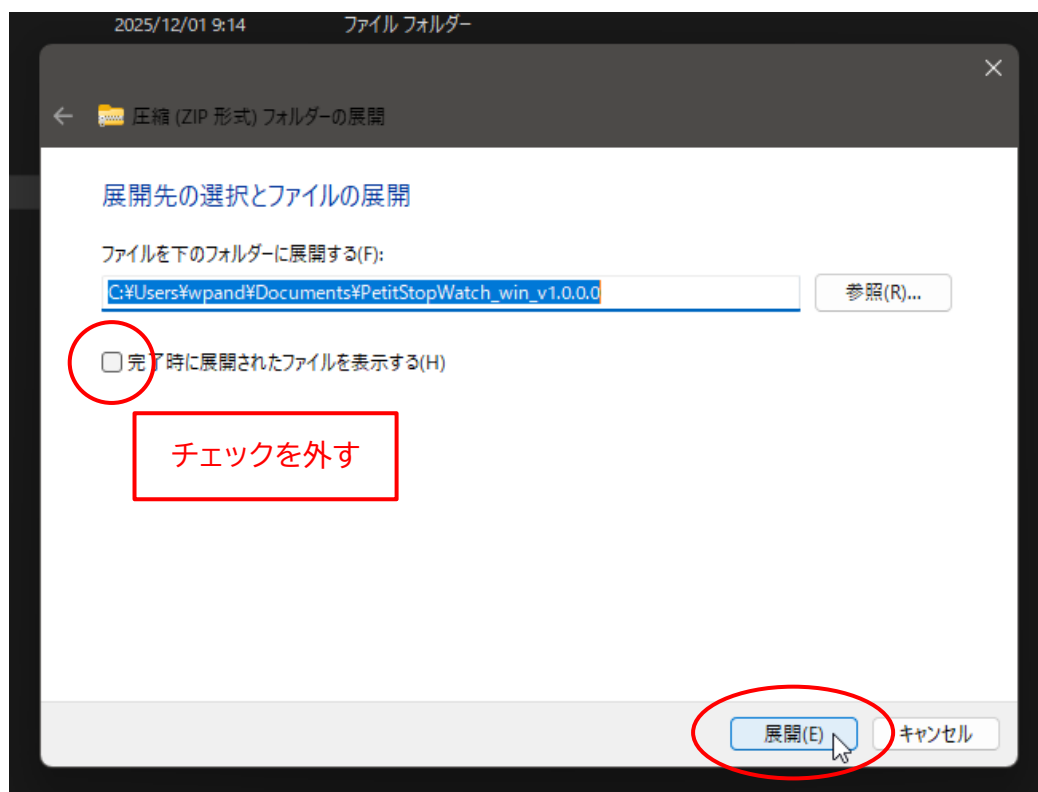 2025/12/01 9:14 ファイル フォルダー
圧縮 (ZIP 形式) フォルダーの展開
展開先の選択とファイルの展開
ファイルを下のフォルダーに展開する(F):
C:¥Users¥wpand¥Documents¥PetitStopWatch_win_v1.0.0.0 参照(R)...
完了時に展開されたファイルを表示する(H)
チェックを外す
展開(E) キャンセル